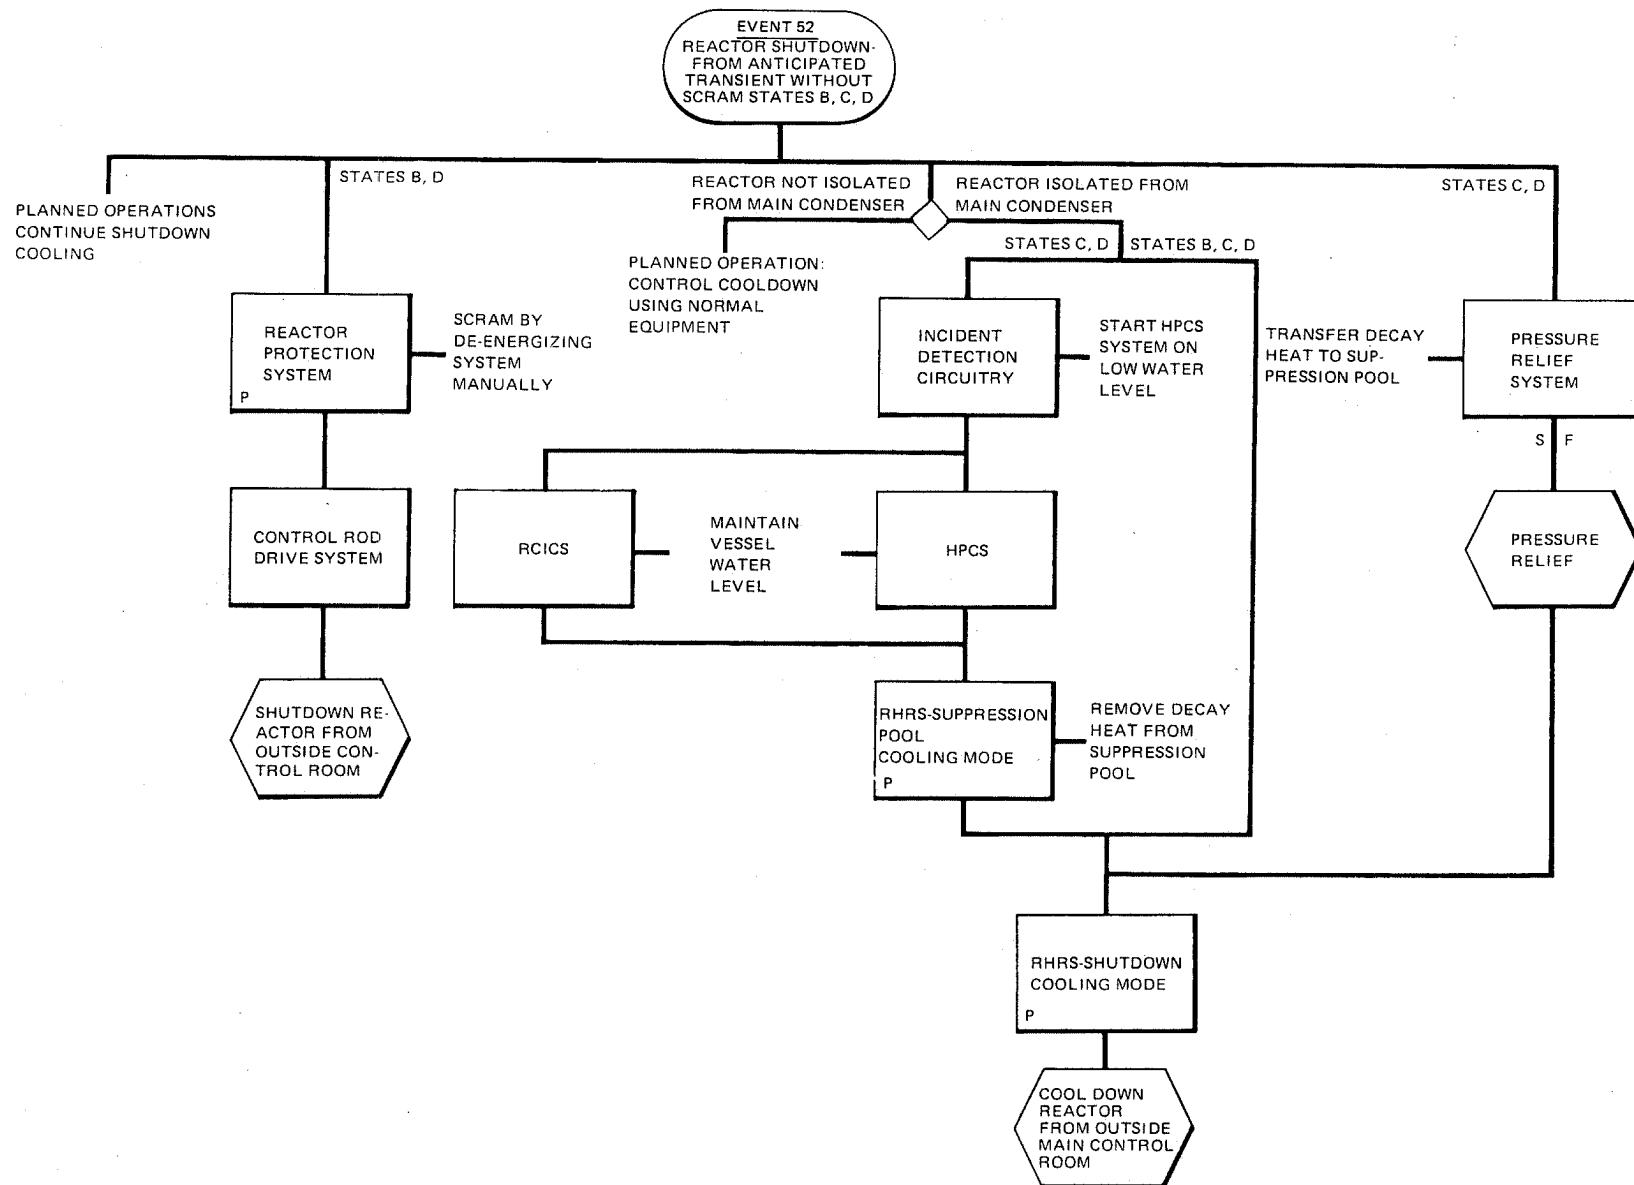 EVENT 52
REACTOR SHUTDOWN-
FROM ANTICIPATED
TRANSIENT WITHOUT
SCRAM STATES B, C, D
STATES B, D
REACTOR NOT ISOLATED
FROM MAIN CONDENSER
REACTOR ISOLATED FROM
MAIN CONDENSER
STATES C, D
PLANNED OPERATIONS
CONTINUE SHUTDOWN
COOLING
STATES C, D
STATES B, C, D
PLANNED OPERATION:
CONTROL COOLDOWN
USING NORMAL
EQUIPMENT
REACTOR
PROTECTION
SYSTEM
P
SCRAM BY
DE-ENERGIZING
SYSTEM
MANUALLY
INCIDENT
DETECTION
CIRCUITRY
START HPCS
SYSTEM ON
LOW WATER
LEVEL
TRANSFER DECAY
HEAT TO SUP-
PRESSION POOL
PRESSURE
RELIEF
SYSTEM
S F
CONTROL ROD
DRIVE SYSTEM
RCICS
MAINTAIN
VESSEL
WATER
LEVEL
HPCS
PRESSURE
RELIEF
SHUTDOWN RE-
ACTOR FROM
OUTSIDE CON-
TROL ROOM
RHRS-SUPPRESSION
POOL
COOLING MODE
P
REMOVE DECAY
HEAT FROM
SUPPRESSION
POOL
RHRS-SHUTDOWN
COOLING MODE
P
COOL DOWN
REACTOR
FROM OUTSIDE
MAIN CONTROL
ROOM